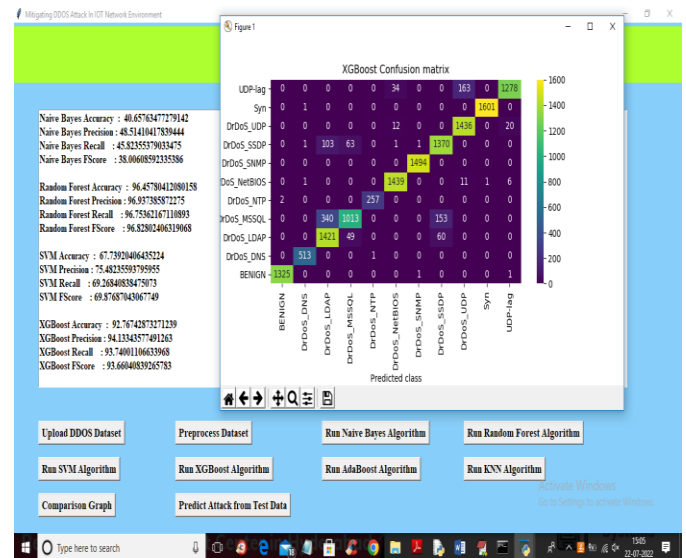 Mitigating DDOS Attack In IOT Network Environment
Figure 1
XGBoost Confusion matrix
UDP-lag 0 0 0 0 34 0 0 163 0 1278
Syn 0 1 0 0 0 0 0 0 1601 0
DrDoS_UDP 0 0 0 0 12 0 0 1436 0 20
DrDoS_SSDP 0 1 103 63 0 1 1 1370 0 0 0
DrDoS_SNMP 0 0 0 0 0 1494 0 0 0 0
oS_NetBIOS 0 1 0 0 1439 0 0 11 1 6
DrDoS_NTP 2 0 0 257 0 0 0 0 0
rDoS_MSSQL 0 0 340 1013 0 0 0 153 0 0 0
DrDoS_LDAP 0 0 1421 49 0 0 0 60 0 0 0
DrDoS_DNS 0 513 0 0 1 0 0 0 0 0 0
BENIGN 1325 0 0 0 0 0 1 0 0 0 1
BENIGN
DrDoS_DNS
DrDoS_LDAP
DrDoS_MSSQL
DrDoS_NTP
DrDoS_NetBIOS
DrDoS_SNMP
DrDoS_SSDP
DrDoS_UDP
Syn
UDP-lag
Predicted class
1600
1400
1200
1000
800
600
400
200
0
Naive Bayes Accuracy : 40.65763477279142
Naive Bayes Precision : 48.51410417839444
Naive Bayes Recall : 45.82355379033475
Naive Bayes FScore : 38.00608592335386
Random Forest Accuracy : 96.45780412080158
Random Forest Precision : 96.937385872275
Random Forest Recall : 96.75362167110893
Random Forest FScore : 96.82802406319068
SVM Accuracy : 67.73920406435224
SVM Precision : 75.48235593795955
SVM Recall : 69.26840838475073
SVM FScore : 69.87687043067749
XGBoost Accuracy : 92.76742873271239
XGBoost Precision : 94.13343577491263
XGBoost Recall : 93.74001106633968
XGBoost FScore : 93.66040839265783
Upload DDOS Dataset
Preprocess Dataset
Run Naive Bayes Algorithm
Run Random Forest Algorithm
Run SVM Algorithm
Run XGBoost Algorithm
Run AdaBoost Algorithm
Run KNN Algorithm
Comparison Graph
Predict Attack from Test Data
Activate Windows
Go to Settings to activate Windows.
Type here to search
15:05
22-07-2022